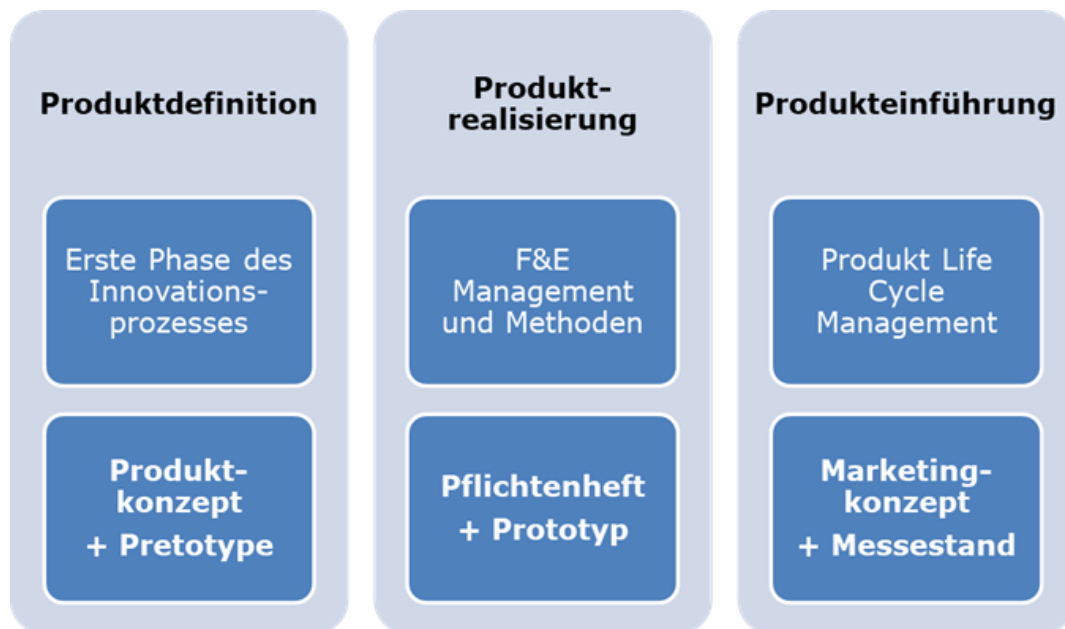 Produktdefinition
Erste Phase des
Innovations-
prozesses
Produkt-
konzept
+ Pretotype
Produkt-
realisierung
F&E
Management
und Methoden
Pflichtenheft
+ Prototyp
Produkteinführung
Produkt Life
Cycle
Management
Marketing-
konzept
+ Messestand